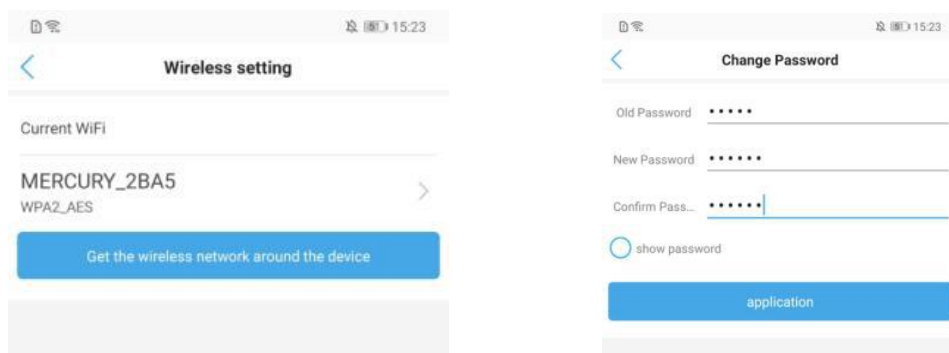 15:23
Wireless setting
Current WiFi
MERCURY_2BA5
WPA2_AES
Get the wireless network around the device
15:23
Change Password
Old Password •••••
New Password ••••••
Confirm Pass... ••••••
show password
application